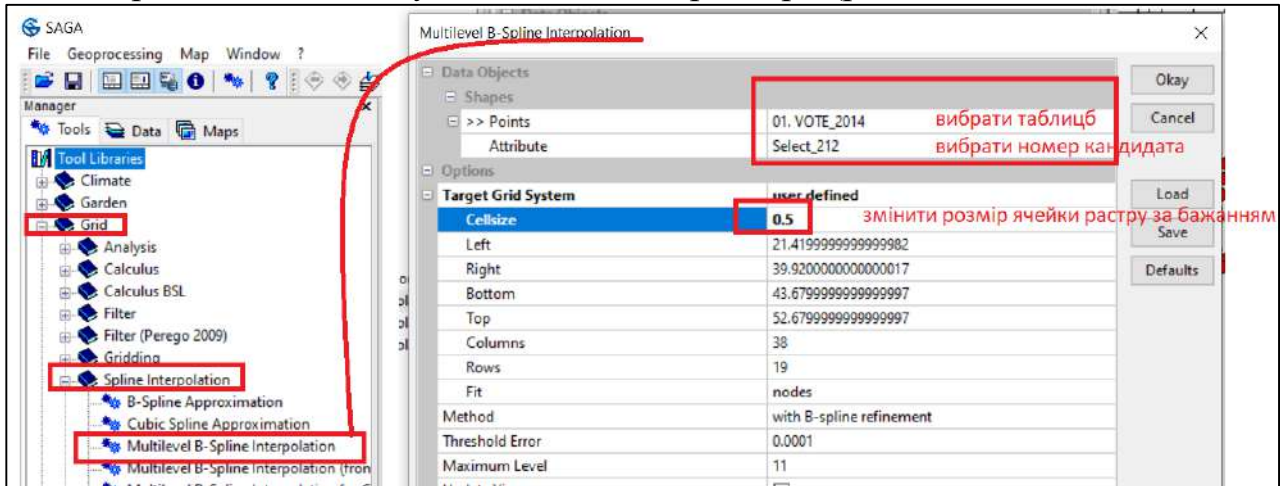 SAGA
File Geoprocessing Map Window ?
Manager
Tools Data Maps
Tool Libraries
Climate
Garden
Grid
Analysis
Calculus
Calculus BSL
Filter
Filter (Perego 2009)
Gridding
Spline Interpolation
B-Spline Approximation
Cubic Spline Approximation
Multilevel B-Spline Interpolation
Multilevel B-Spline Interpolation (fron
Multilevel B-Spline Interpolation
Data Objects
Shapes
>> Points 01. VOTE_2014 вибрати таблицб
Attribute Select_212 вибрати номер кандидата
Options
Target Grid System user defined
Cellsize 0.5 змінити розмір ячейки растру за бажанням
Left 21.4199999999999982
Right 39.9200000000000017
Bottom 43.6799999999999997
Top 52.6799999999999997
Columns 38
Rows 19
Fit nodes
Method with B-spline refinement
Threshold Error 0.0001
Maximum Level 11
Okay
Cancel
Load
Save
Defaults